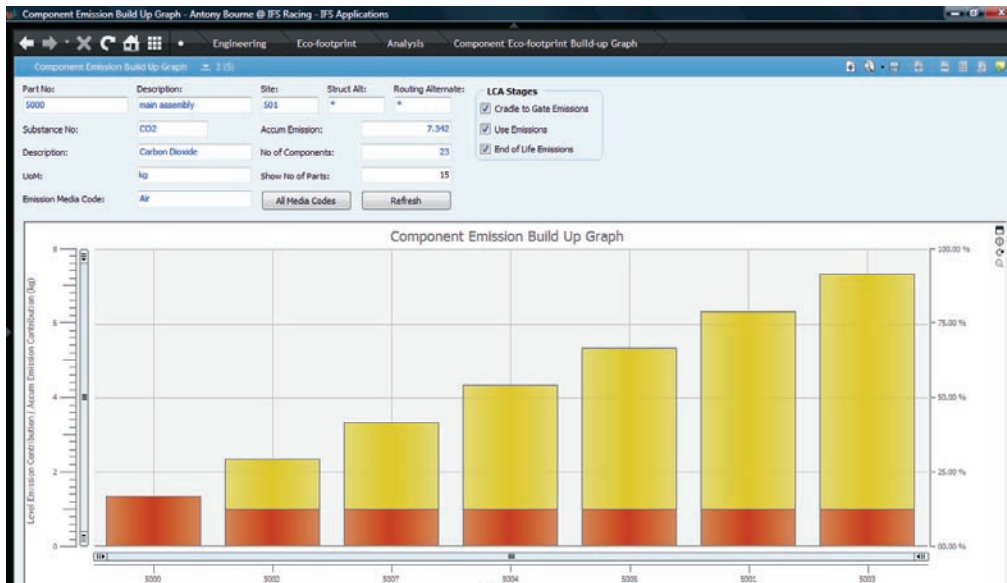 Component Emission Build Up Graph - Antony Bourne @ IFS Racing - IFS Applications
Engineering Eco-footprint Analysis Component Eco-footprint Build-up Graph
Component Emission Build Up Graph 1 (5)
Part No: Description: Site: Struct Alt: Routing Alternate: LCA Stages
5000 main assembly S01 * * Cradle to Gate Emissions
Substance No: CO2 Accum Emission: 7.342 Use Emissions
Description: Carbon Dioxide No of Components: 23 End of Life Emissions
UoM: kg Show No of Parts: 15
Emission Media Code: Air All Media Codes Refresh
Component Emission Build Up Graph
Level Emission Contribution / Accum Emission Contribution (kg)
8 100.00 %
6 75.00 %
4 50.00 %
2 25.00 %
0 00.00 %
5000 5002 5007 5004 5005 5001 5003